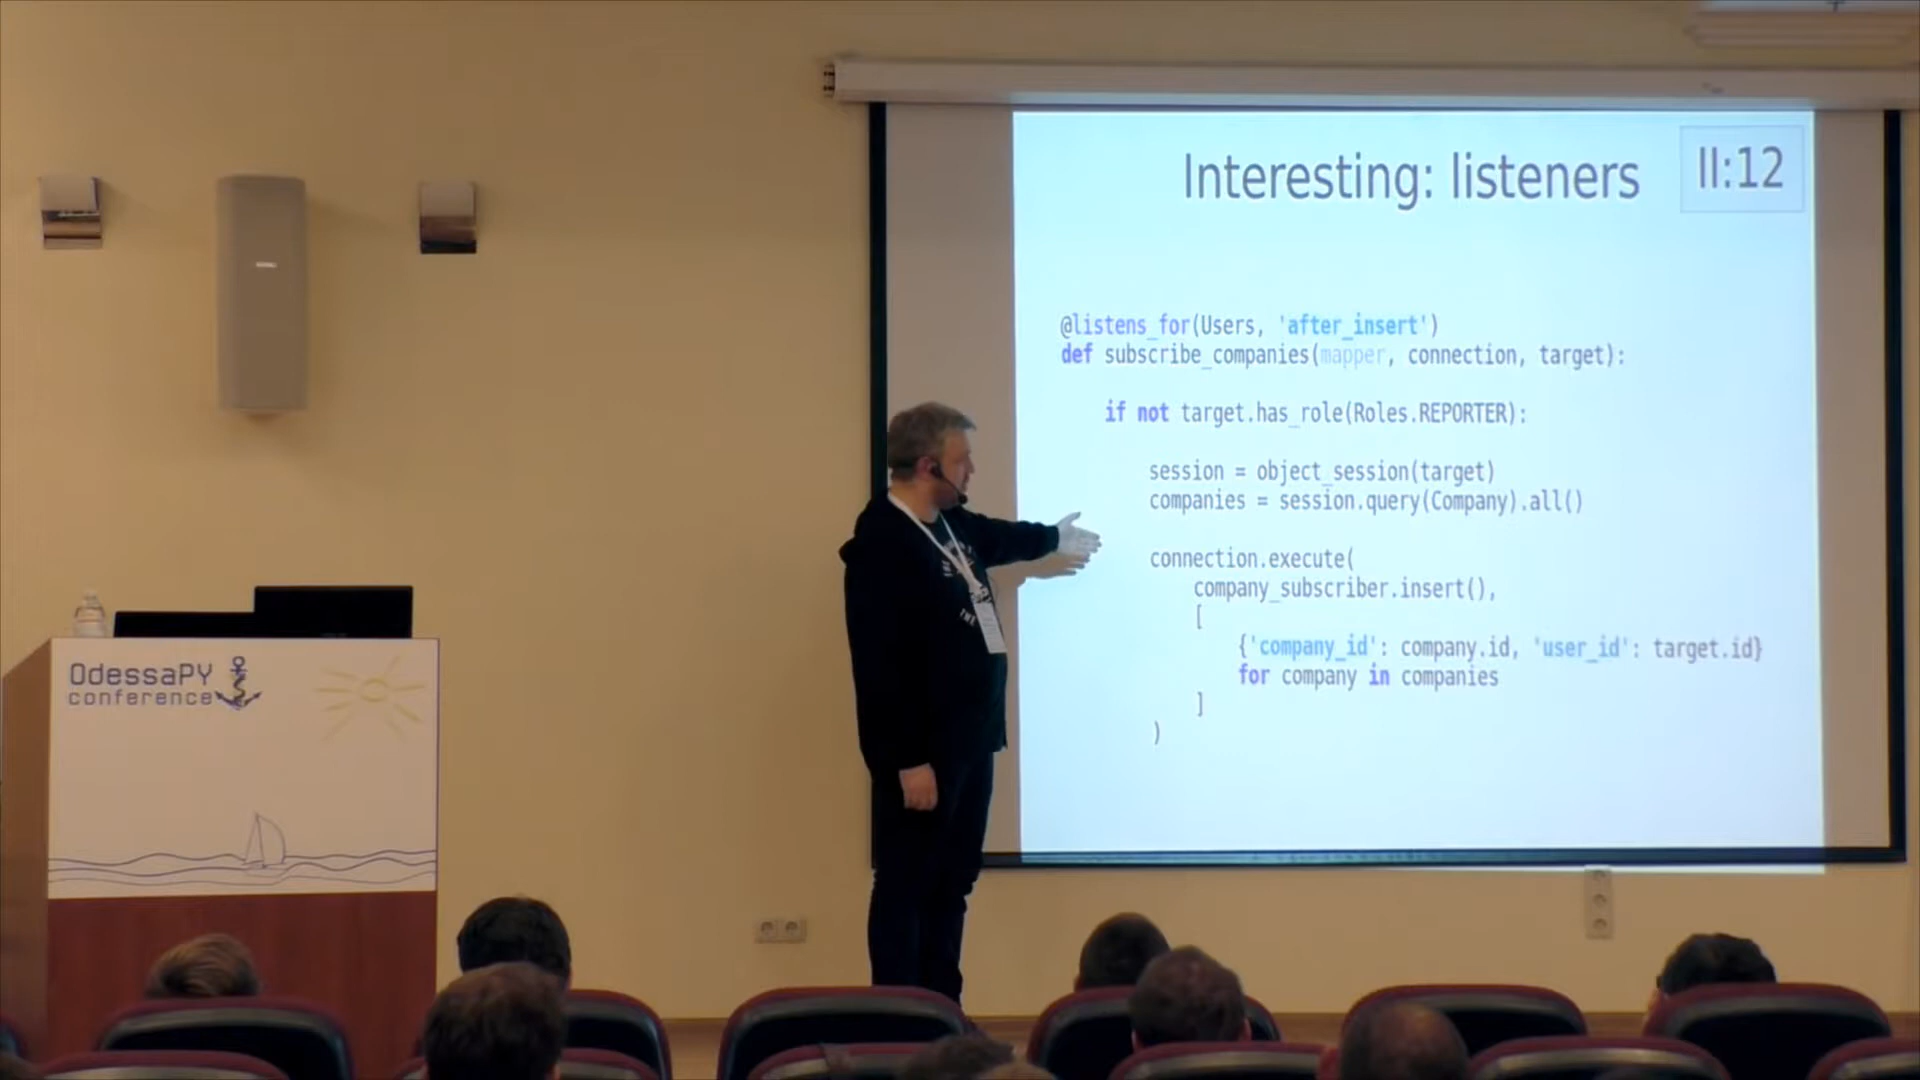 Interesting: listeners
II:12
@listens_for(Users, 'after_insert')
def subscribe_companies(mapper, connection, target):
if not target.has_role(Roles.REPORTER):
session = object_session(target)
companies = session.query(Company).all()
connection.execute(
company_subscriber.insert(),
[
{'company_id': company.id, 'user_id': target.id}
for company in companies
]
)
OdessaPY
conference
THE